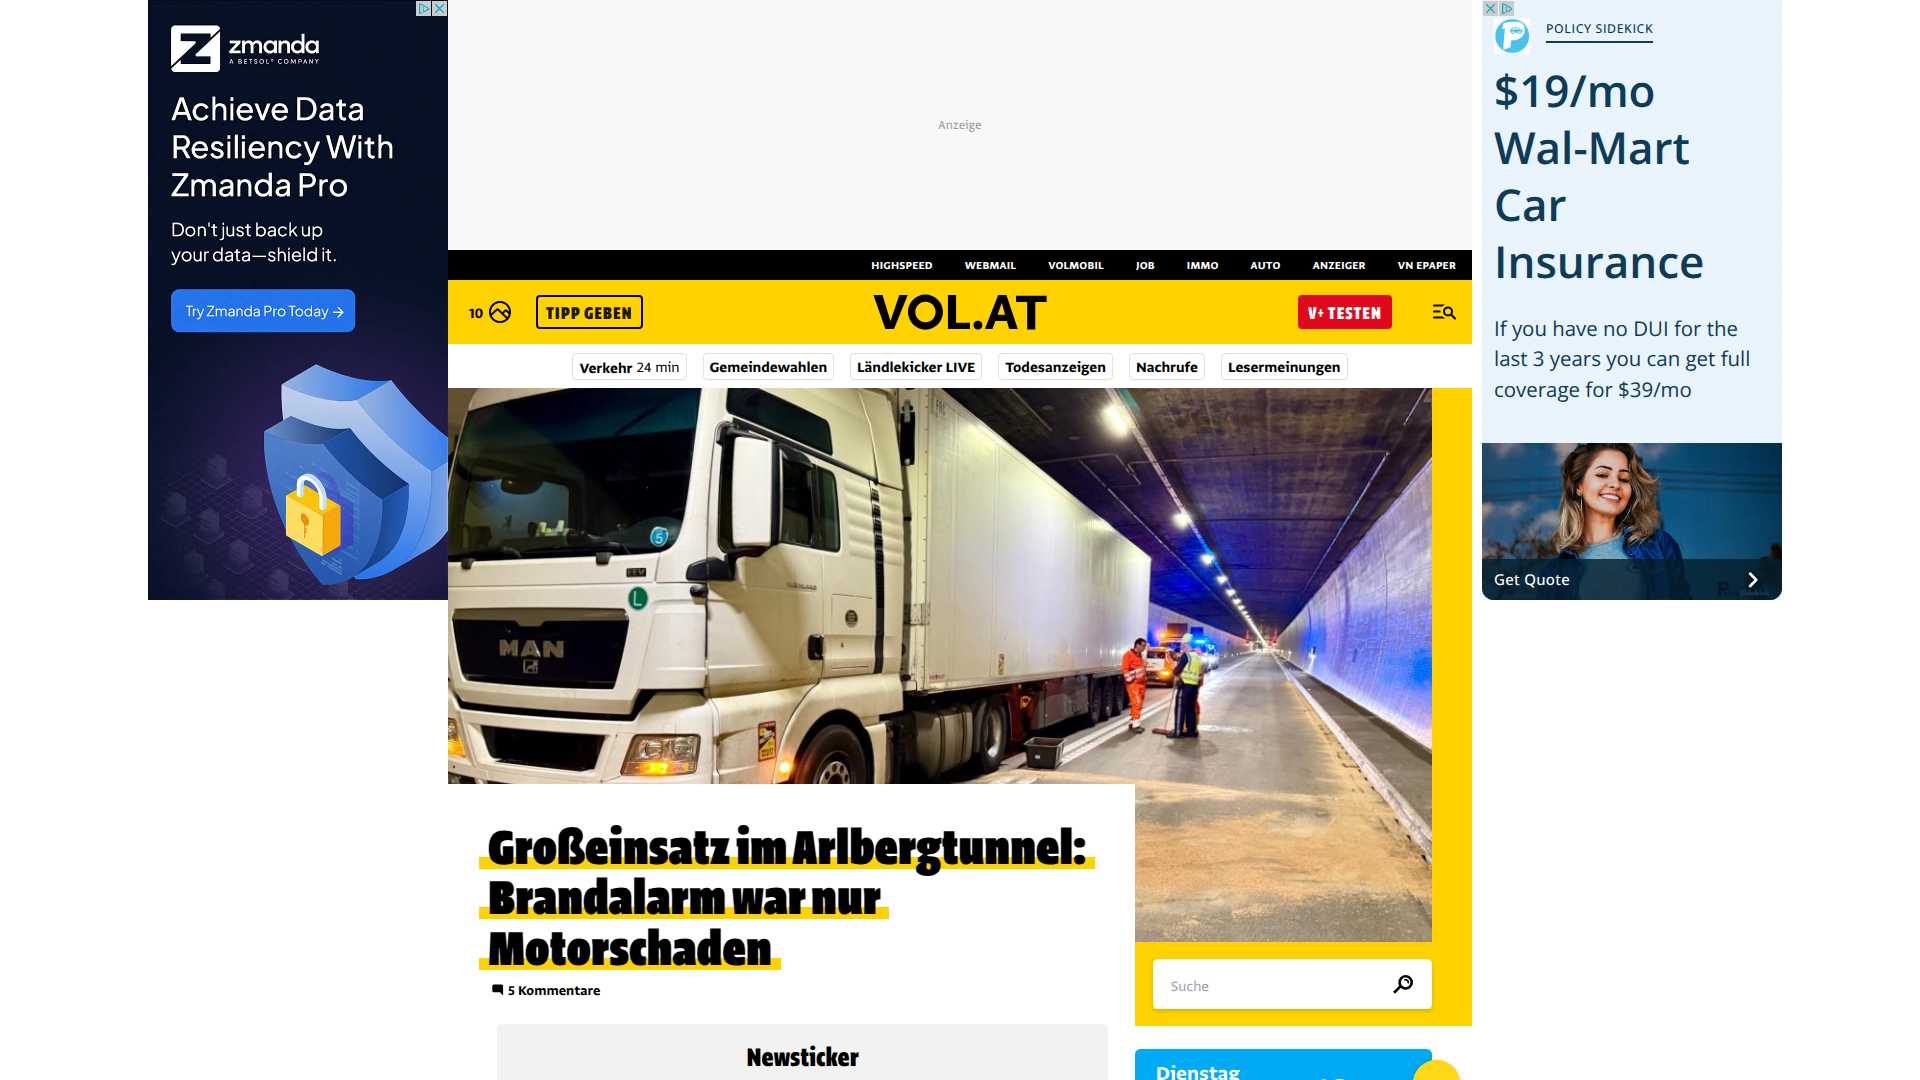 zmanda
A BETSOL® COMPANY
Achieve Data
Resiliency With
Zmanda Pro
Don't just back up
your data—shield it.
Try Zmanda Pro Today →
Anzeige
POLICY SIDEKICK
$19/mo
Wal-Mart
Car
Insurance
If you have no DUI for the
last 3 years you can get full
coverage for $39/mo
Get Quote
HIGHSPEED WEBMAIL VOLMOBIL JOB IMMO AUTO ANZEIGER VN EPAPER
10 TIPP GEBEN VOL.AT V+ TESTEN
Verkehr 24 min Gemeindewahlen Ländlekicker LIVE Todesanzeigen Nachrufe Lesermeinungen
5
L
MAN
Großeinsatz im Arlbergtunnel:
Brandalarm war nur
Motorschaden
5 Kommentare
Suche
Newsticker
Dienstag